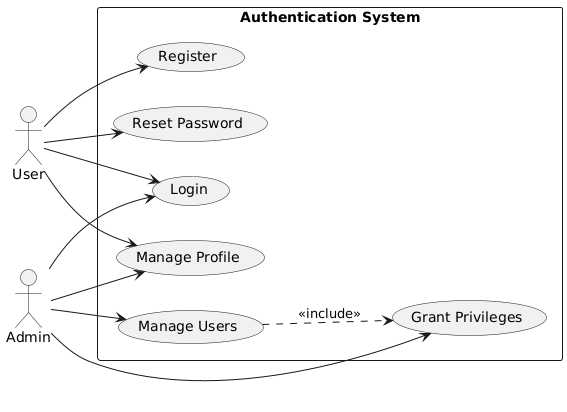 Authentication System
Register
Reset Password
User
Login
Manage Profile
«include»
Grant Privileges
Manage Users
Admin